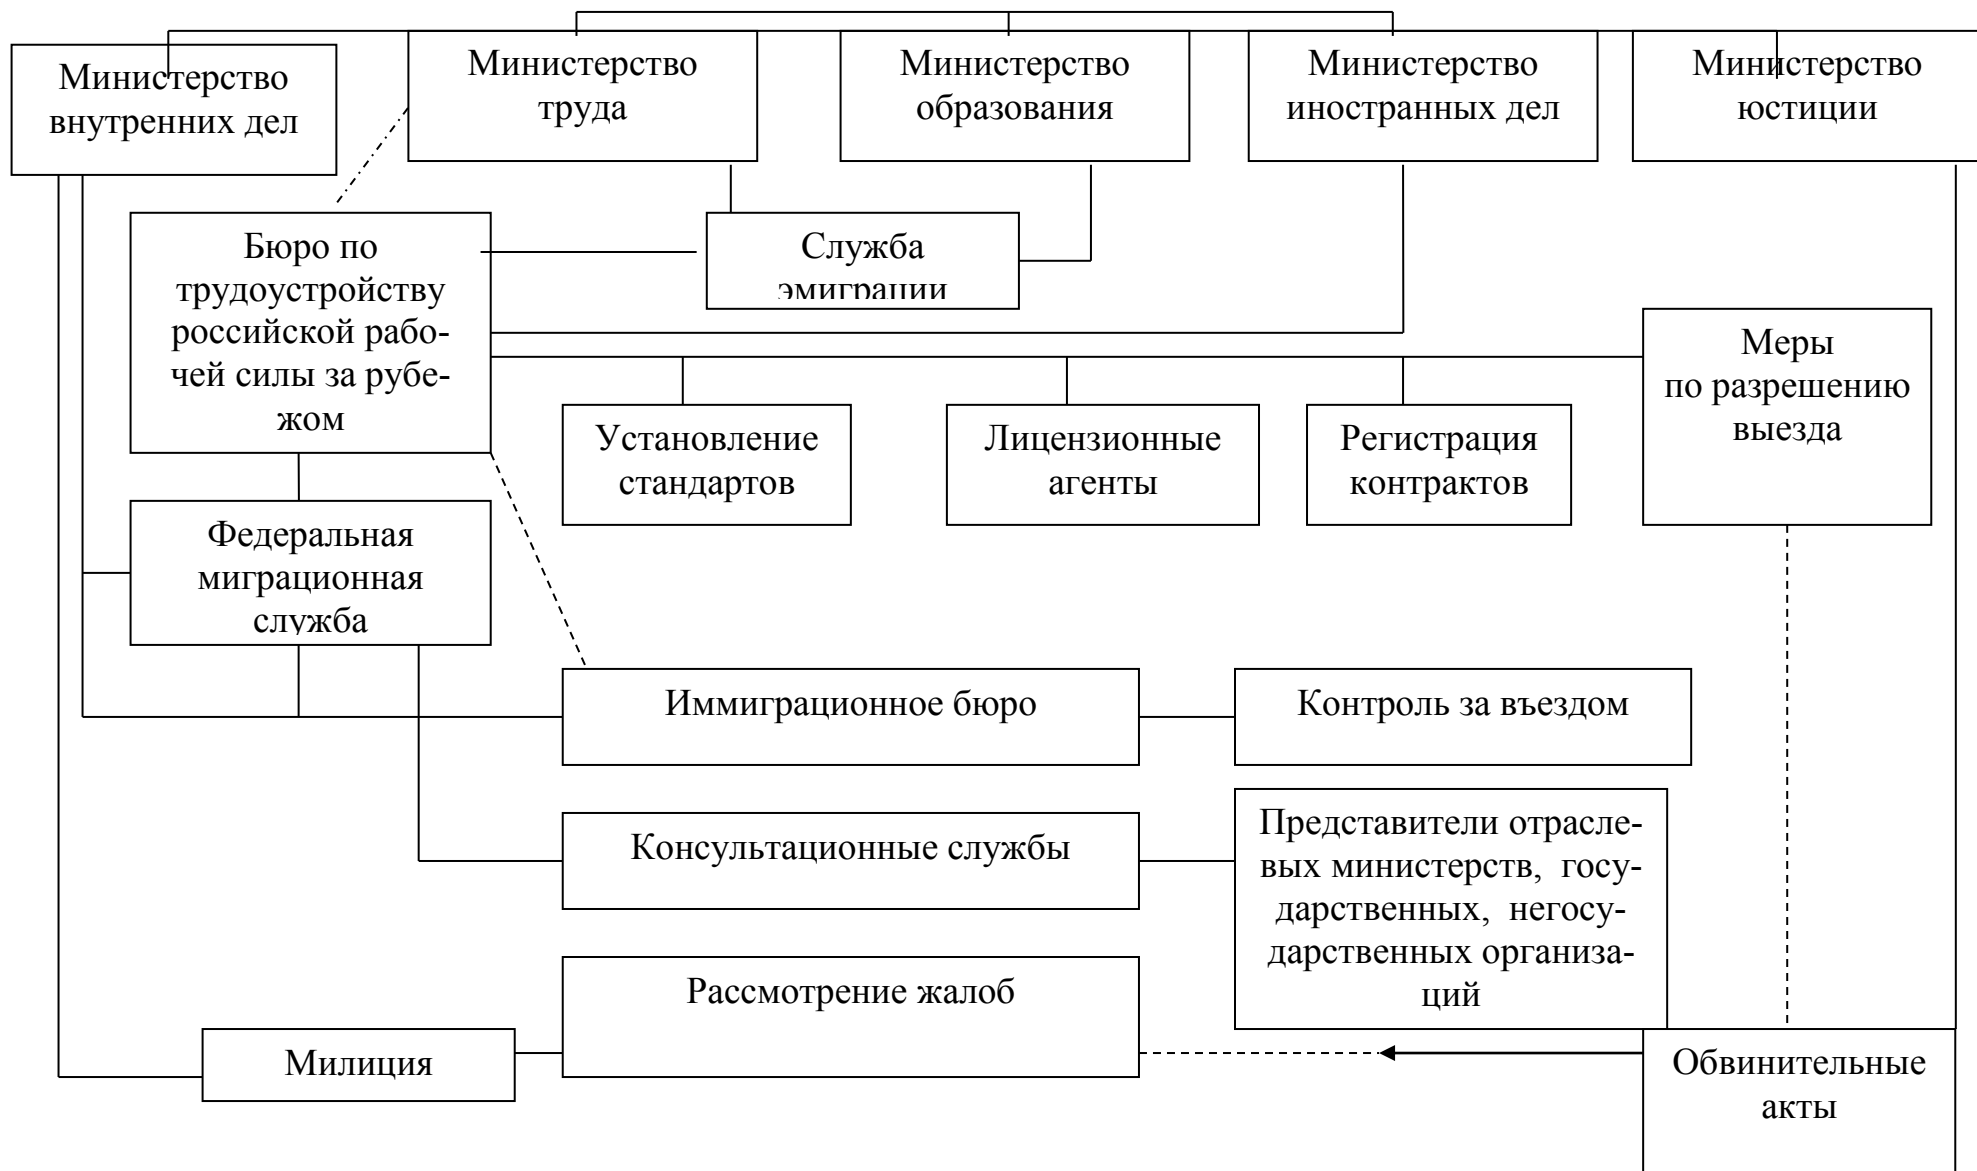 Министерство
внутренних дел
Министерство
труда
Министерство
образования
Министерство
иностранных дел
Министерство
юстиции
Бюро по
трудоустройству
российской рабо-
чей силы за рубе-
жом
Служба
эмиграции
Меры
по разрешению
выезда
Установление
стандартов
Лицензионные
агенты
Регистрация
контрактов
Федеральная
миграционная
служба
Иммиграционное бюро
Контроль за въездом
Консультационные службы
Представители отрасле-
вых министерств, госу-
дарственных, негосу-
дарственных организа-
ций
Рассмотрение жалоб
Милиция
Обвинительные
акты